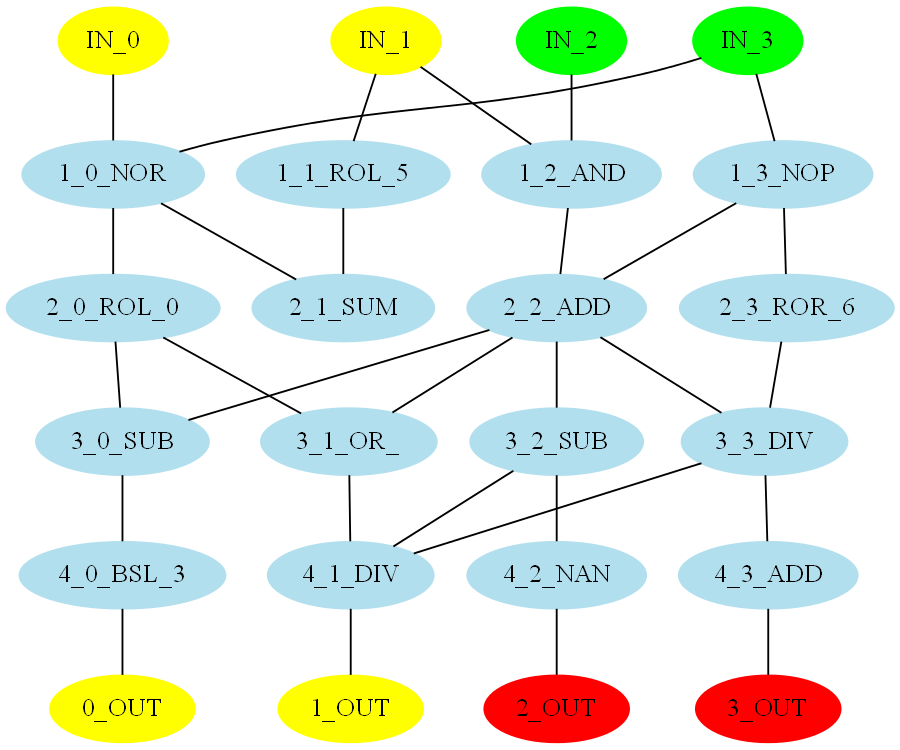 IN_0 IN_1 IN_2 IN_3
1_0_NOR 1_1_ROL_5 1_2_AND 1_3_NOP
2_0_ROL_0 2_1_SUM 2_2_ADD 2_3_ROR_6
3_0_SUB 3_1_OR_ 3_2_SUB 3_3_DIV
4_0_BSL_3 4_1_DIV 4_2_NAN 4_3_ADD
0_OUT 1_OUT 2_OUT 3_OUT